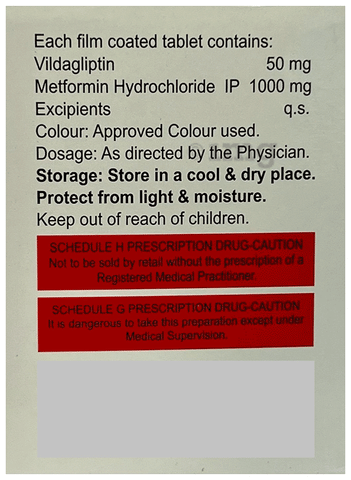 Each film coated tablet contains:
Vildagliptin 50 mg
Metformin Hydrochloride IP 1000 mg
Excipients q.s.
Colour: Approved Colour used.
Dosage: As directed by the Physician.
Storage: Store in a cool & dry place.
Protect from light & moisture.
Keep out of reach of children.
SCHEDULE H PRESCRIPTION DRUG-CAUTION
Not to be sold by retail without the prescription of a
Registered Medical Practitioner
SCHEDULE G PRESCRIPTION DRUG-CAUTION
It is dangerous to take this preparation except under
Medical Supervision.